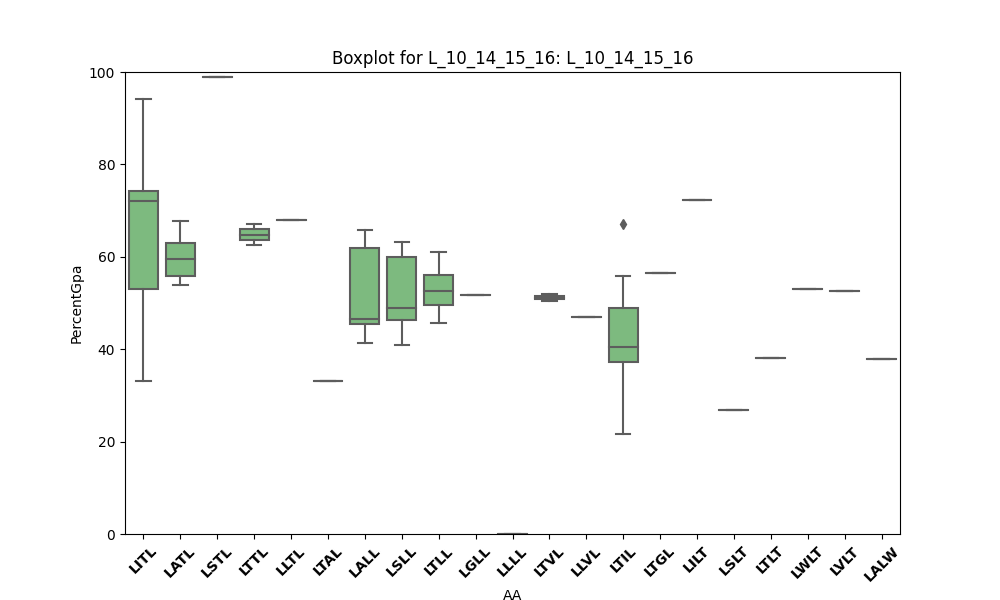 Boxplot for L_10_14_15_16: L_10_14_15_16
PercentGpa
100
80
60
40
20
0
LITL LATL LSTL LTTL LLTL LTAL LALL LSLL LTLL LGLL LLLL LTVL LLVL LTIL LTGL LILT LSLT LTLT LWLT LVLT LALW
AA